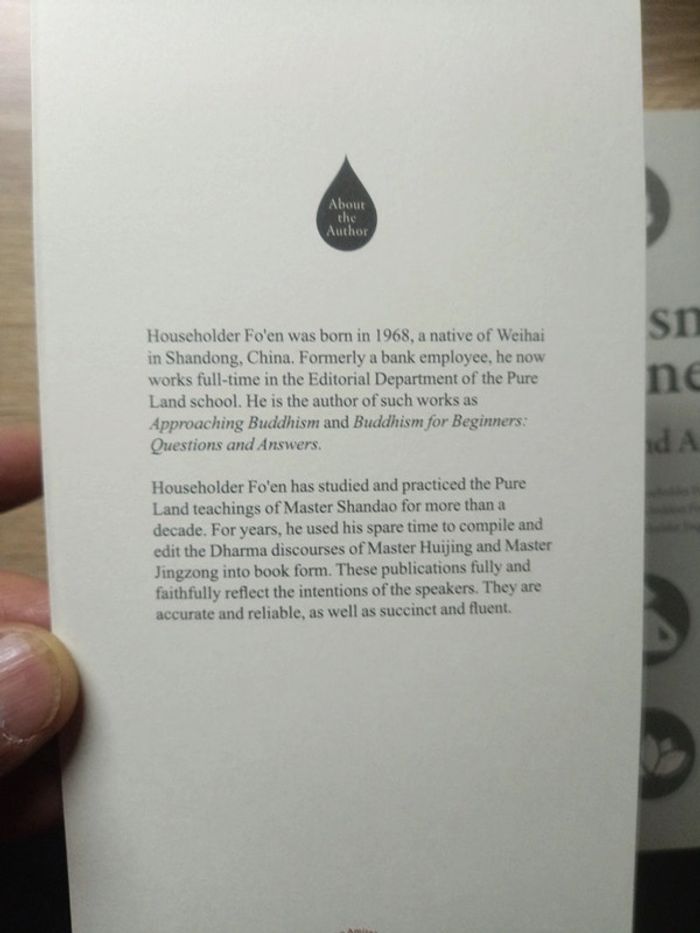 About
the
Author
Householder Fo'en was born in 1968, a native of Weihai
in Shandong, China. Formerly a bank employee, he now
works full-time in the Editorial Department of the Pure
Land school. He is the author of such works as
Approaching Buddhism and Buddhism for Beginners:
Questions and Answers.
Householder Fo'en has studied and practiced the Pure
Land teachings of Master Shandao for more than a
decade. For years, he used his spare time to compile and
edit the Dharma discourses of Master Huijing and Master
Jingzong into book form. These publications fully and
faithfully reflect the intentions of the speakers. They are
accurate and reliable, as well as succinct and fluent.
sm
ne
nd A